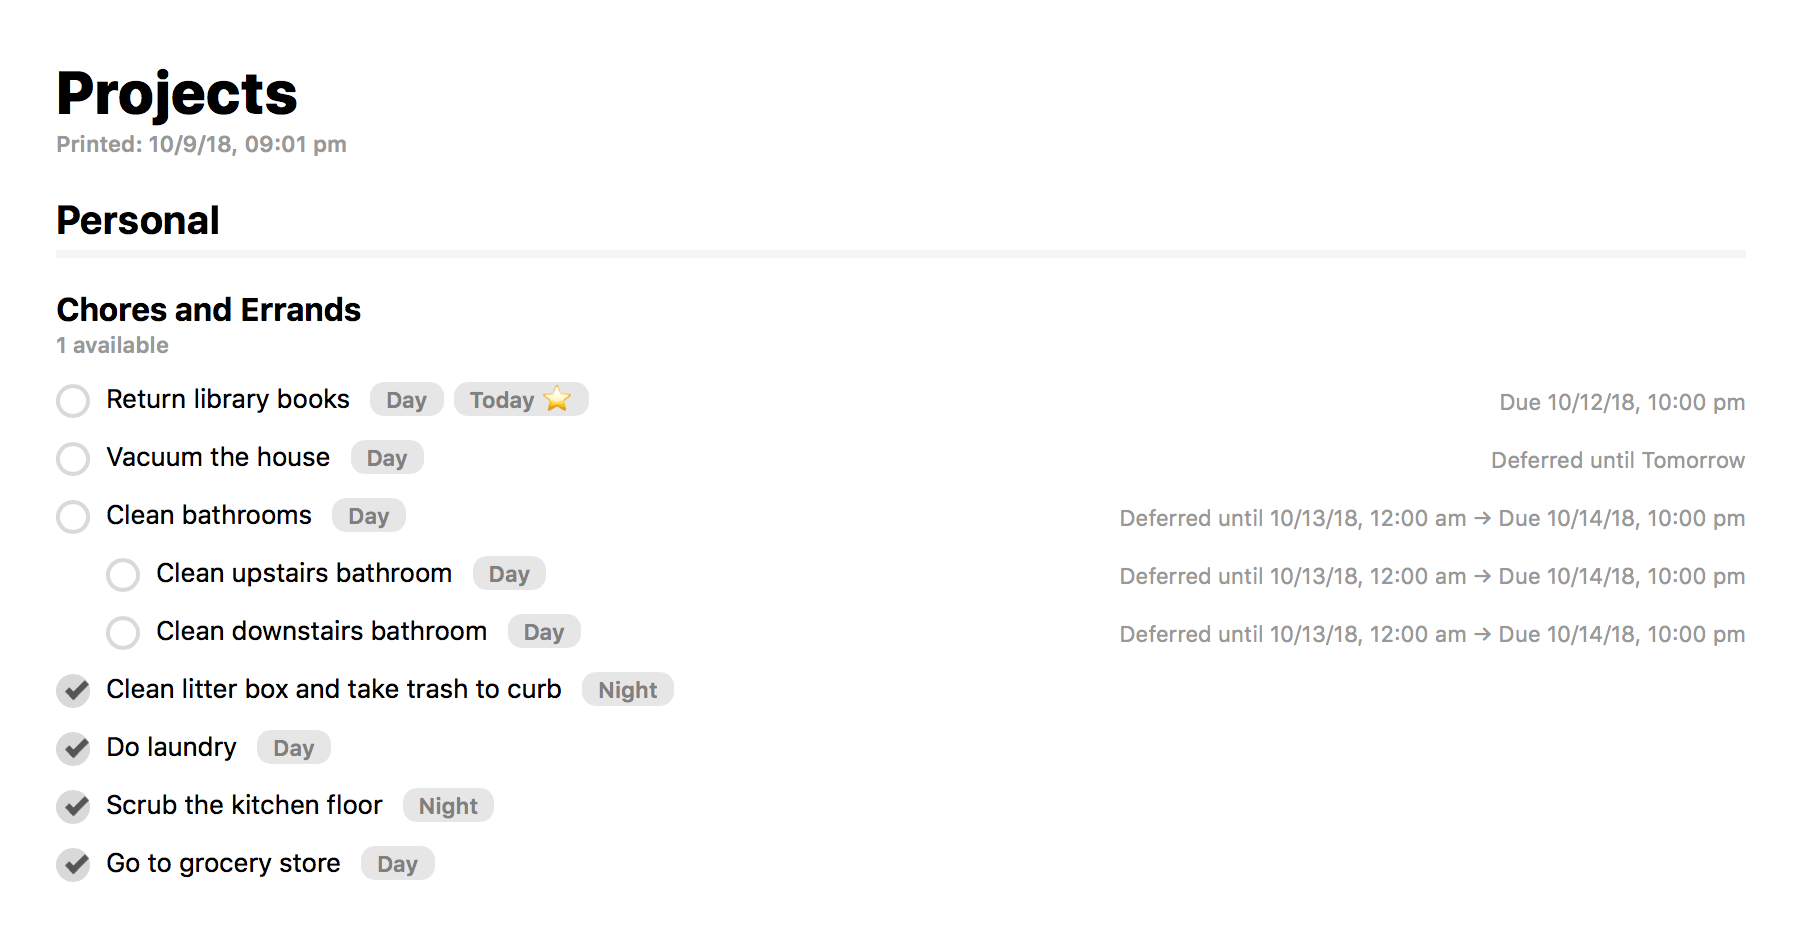 Projects
Printed: 10/9/18, 09:01 pm
Personal
Chores and Errands
1 available
Return library books Day Today ⭐ Due 10/12/18, 10:00 pm
Vacuum the house Day Deferred until Tomorrow
Clean bathrooms Day Deferred until 10/13/18, 12:00 am → Due 10/14/18, 10:00 pm
Clean upstairs bathroom Day Deferred until 10/13/18, 12:00 am → Due 10/14/18, 10:00 pm
Clean downstairs bathroom Day Deferred until 10/13/18, 12:00 am → Due 10/14/18, 10:00 pm
Clean litter box and take trash to curb Night
Do laundry Day
Scrub the kitchen floor Night
Go to grocery store Day